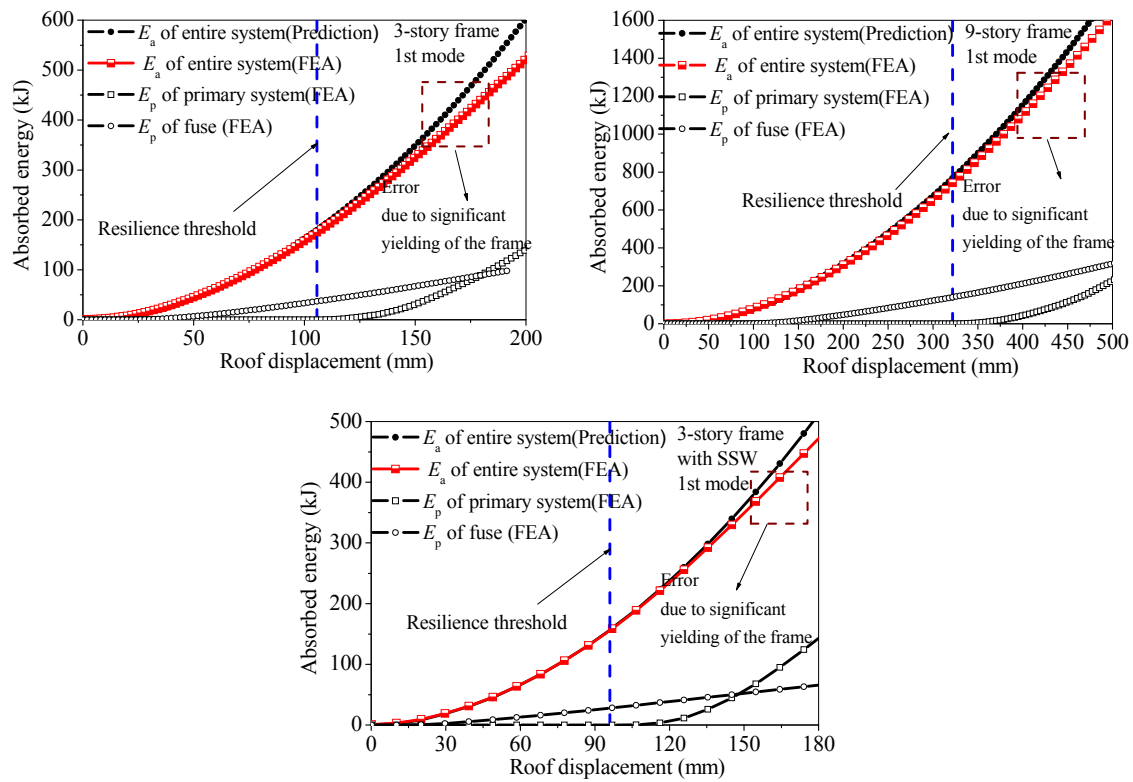 600
500
400
300
200
100
0
Absorbed energy (kJ)
E_a of entire system(Prediction)
E_a of entire system(FEA)
E_p of primary system(FEA)
E_p of fuse (FEA)
3-story frame
1st mode
Resilience threshold
Error
due to significant
yielding of the frame
0 50 100 150 200
Roof displacement (mm)
1600
1400
1200
1000
800
600
400
200
0
Absorbed energy (kJ)
E_a of entire system(Prediction)
E_a of entire system(FEA)
E_p of primary system(FEA)
E_p of fuse (FEA)
9-story frame
1st mode
Resilience threshold
Error
due to significant
yielding of the frame
0 50 100 150 200 250 300 350 400 450 500
Roof displacement (mm)
500
400
300
200
100
0
Absorbed energy (kJ)
E_a of entire system(Prediction)
E_a of entire system(FEA)
E_p of primary system(FEA)
E_p of fuse (FEA)
3-story frame
with SSW
1st mode
Resilience threshold
Error
due to significant
yielding of the frame
0 30 60 90 120 150 180
Roof displacement (mm)